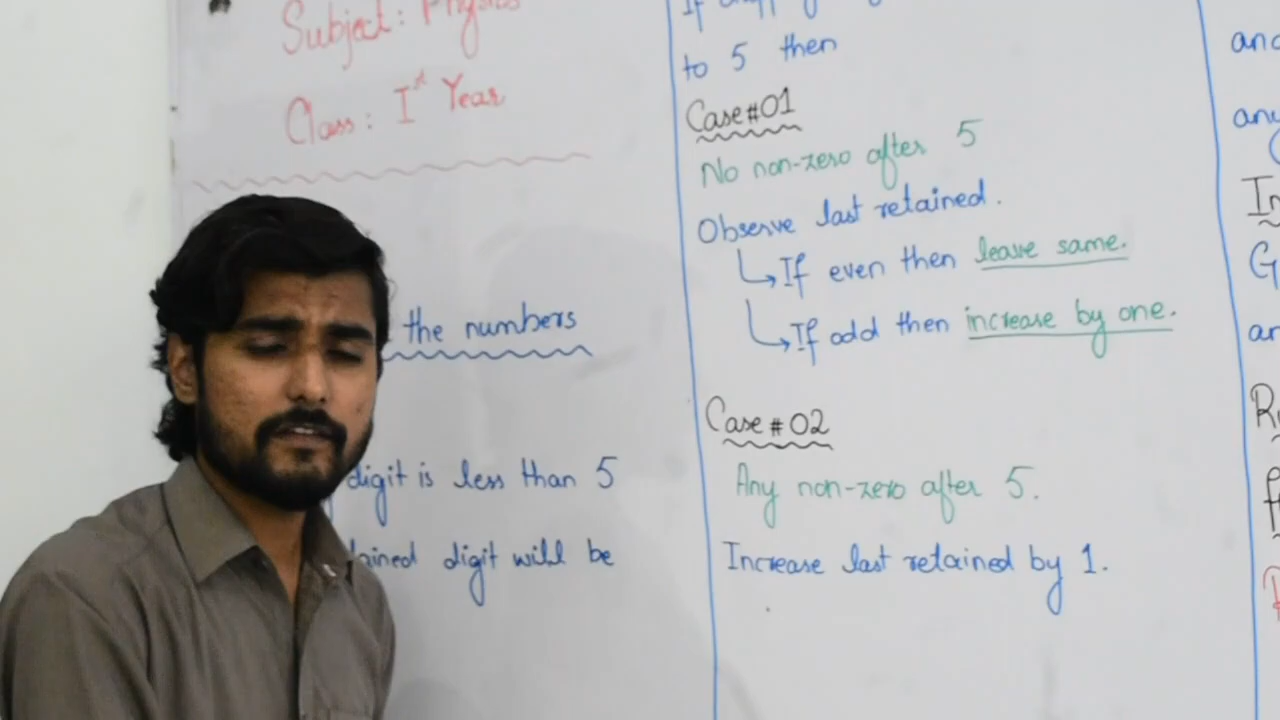 Subject: Physics
Class: Iˢᵗ Year
the numbers
digit is less than 5
digit will be
If
to 5 then
Case#01
No non-zero after 5
Observe last retained.
If even then leave same.
If odd then increase by one.
Case # 02
Any non-zero after 5.
Increase last retained by 1.